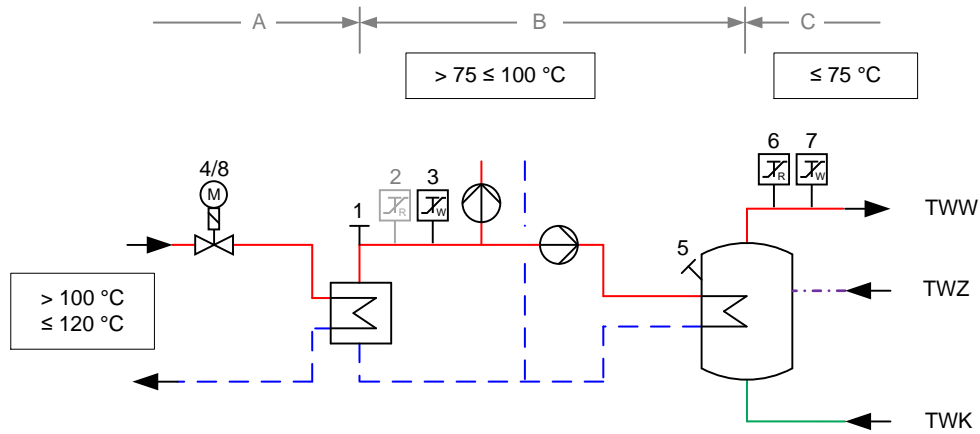 A
B
C
> 75 ≤ 100 °C
≤ 75 °C
4/8
M
1
2
R
3
W
6
R
7
W
TWW
5
> 100 °C
≤ 120 °C
TWZ
TWK